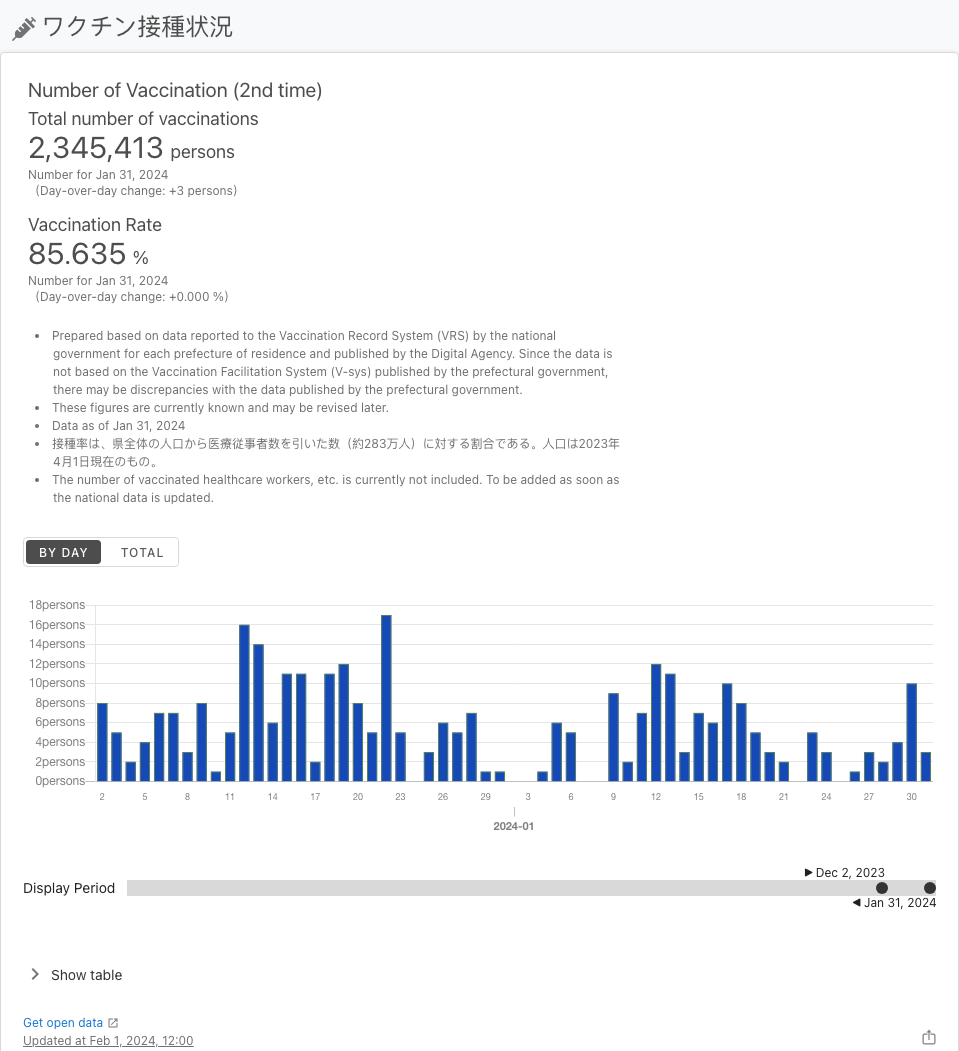 ワクチン接種状況
Number of Vaccination (2nd time)
Total number of vaccinations
2,345,413 persons
Number for Jan 31, 2024
(Day-over-day change: +3 persons)
Vaccination Rate
85.635 %
Number for Jan 31, 2024
(Day-over-day change: +0.000 %)
• Prepared based on data reported to the Vaccination Record System (VRS) by the national
government for each prefecture of residence and published by the Digital Agency. Since the data is
not based on the Vaccination Facilitation System (V-sys) published by the prefectural government,
there may be discrepancies with the data published by the prefectural government.
• These figures are currently known and may be revised later.
• Data as of Jan 31, 2024
• 接種率は、県全体の人口から医療従事者数を引いた数（約283万人）に対する割合である。人口は2023年
4月1日現在のもの。
• The number of vaccinated healthcare workers, etc. is currently not included. To be added as soon as
the national data is updated.
BY DAY TOTAL
18persons
16persons
14persons
12persons
10persons
8persons
6persons
4persons
2persons
0persons
2 5 8 11 14 17 20 23 26 29 3 6 9 12 15 18 21 24 27 30
2024-01
Dec 2, 2023
Display Period
Jan 31, 2024
Show table
Get open data
Updated at Feb 1, 2024, 12:00